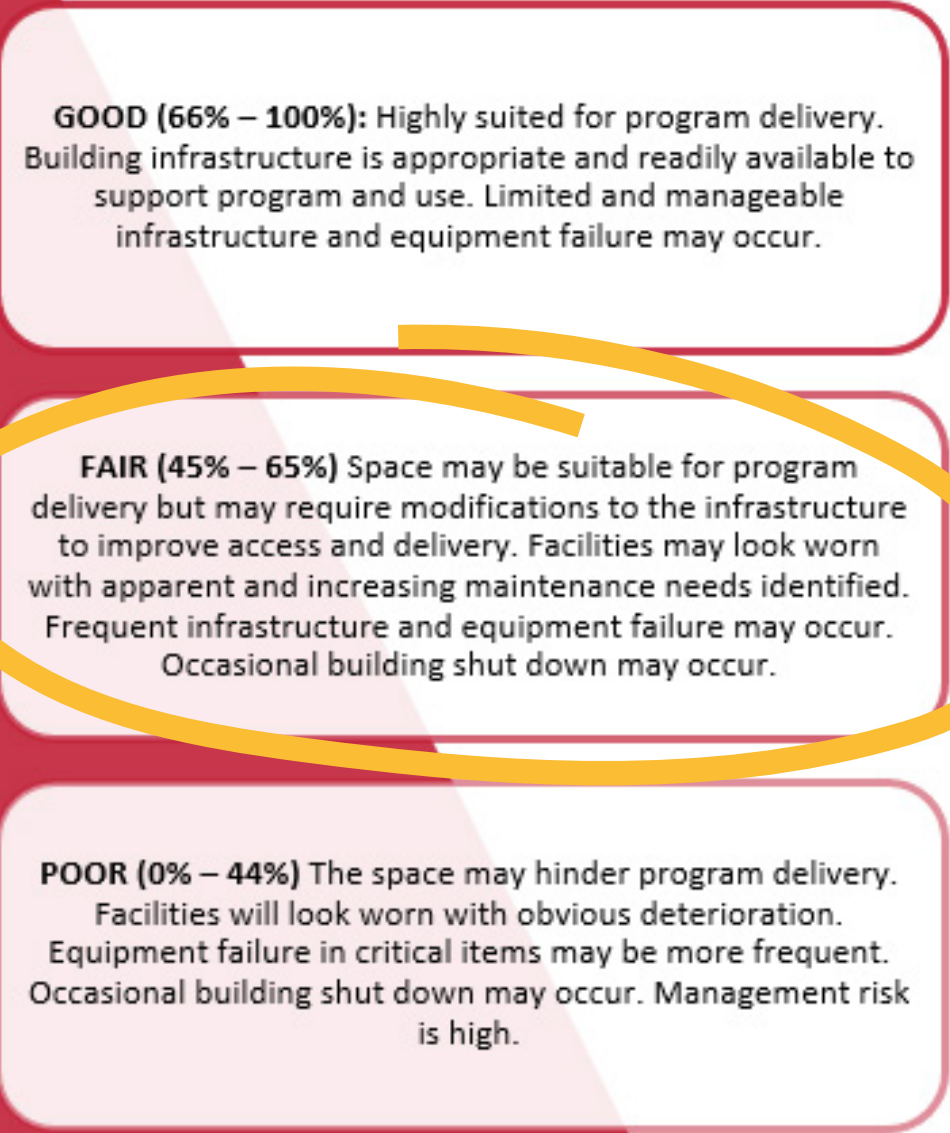 GOOD (66% – 100%): Highly suited for program delivery.
Building infrastructure is appropriate and readily available to
support program and use. Limited and manageable
infrastructure and equipment failure may occur.
FAIR (45% – 65%) Space may be suitable for program
delivery but may require modifications to the infrastructure
to improve access and delivery. Facilities may look worn
with apparent and increasing maintenance needs identified.
Frequent infrastructure and equipment failure may occur.
Occasional building shut down may occur.
POOR (0% – 44%) The space may hinder program delivery.
Facilities will look worn with obvious deterioration.
Equipment failure in critical items may be more frequent.
Occasional building shut down may occur. Management risk
is high.